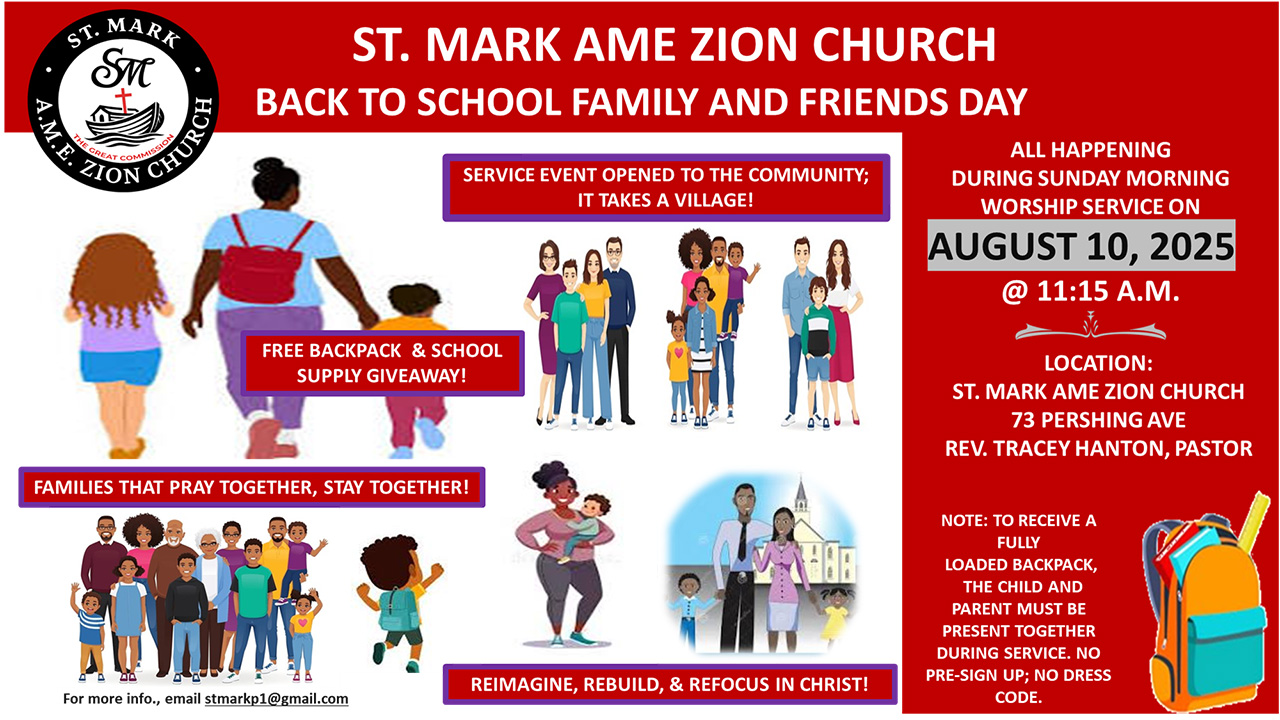 ST. MARK
SM
THE GREAT COMMISSION
A.M.E. ZION CHURCH
ST. MARK AME ZION CHURCH
BACK TO SCHOOL FAMILY AND FRIENDS DAY
SERVICE EVENT OPENED TO THE COMMUNITY;
IT TAKES A VILLAGE!
FREE BACKPACK & SCHOOL
SUPPLY GIVEAWAY!
FAMILIES THAT PRAY TOGETHER, STAY TOGETHER!
For more info., email stmarkp1@gmail.com
REIMAGINE, REBUILD, & REFOCUS IN CHRIST!
ALL HAPPENING
DURING SUNDAY MORNING
WORSHIP SERVICE ON
AUGUST 10, 2025
@ 11:15 A.M.
LOCATION:
ST. MARK AME ZION CHURCH
73 PERSHING AVE
REV. TRACEY HANTON, PASTOR
NOTE: TO RECEIVE A
FULLY
LOADED BACKPACK,
THE CHILD AND
PARENT MUST BE
PRESENT TOGETHER
DURING SERVICE. NO
PRE-SIGN UP; NO DRESS
CODE.